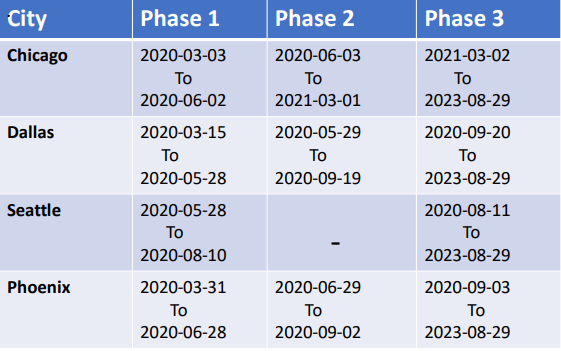 City Phase 1 Phase 2 Phase 3
Chicago 2020-03-03 2020-06-03 2021-03-02
To To To
2020-06-02 2021-03-01 2023-08-29
Dallas 2020-03-15 2020-05-29 2020-09-20
To To To
2020-05-28 2020-09-19 2023-08-29
Seattle 2020-05-28 2020-08-11
To - To
2020-08-10 2023-08-29
Phoenix 2020-03-31 2020-06-29 2020-09-03
To To To
2020-06-28 2020-09-02 2023-08-29